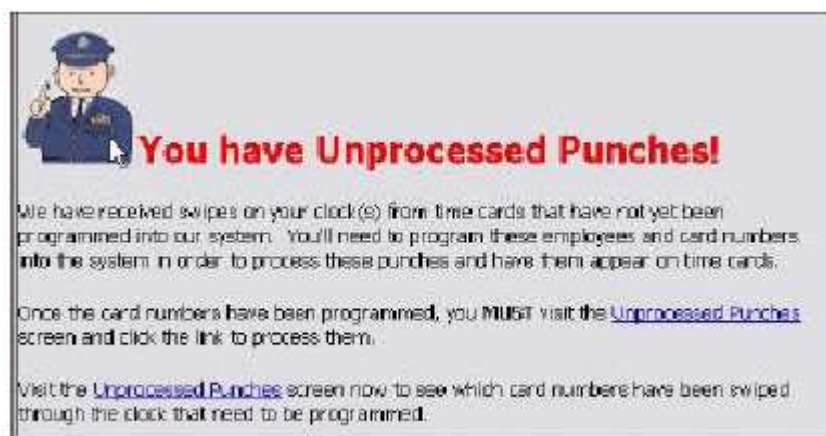 You have Unprocessed Punches!
We have received swipes on your clock(s) from time cards that have not yet been
programmed into our system. You'll need to program these employees and card numbers
into the system in order to process these punches and have them appear on time cards.
Once the card numbers have been programmed, you MUST visit the Unprocessed Punches
screen and click the link to process them.
Visit the Unprocessed Punches screen now to see which card numbers have been swiped
through the clock that need to be programmed.